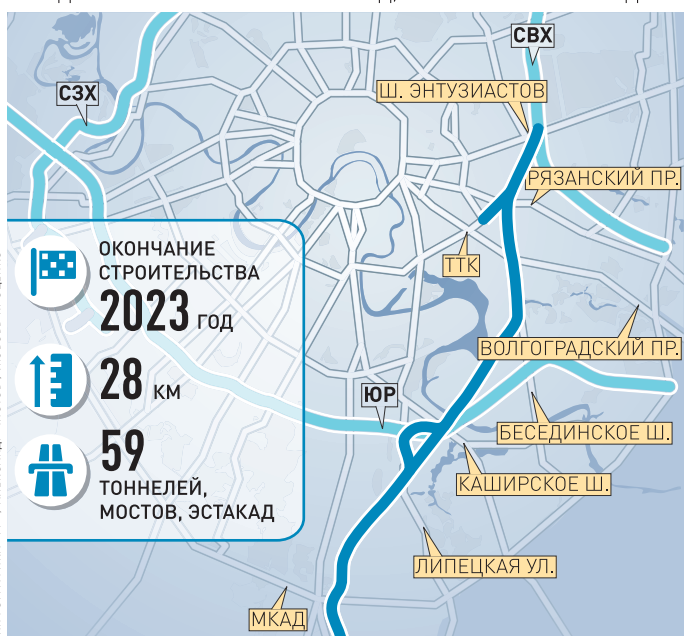 СВХ
СЗХ
Ш. ЭНТУЗИАСТОВ
РЯЗАНСКИЙ ПР.
ТТК
ОКОНЧАНИЕ
СТРОИТЕЛЬСТВА
2023 ГОД
28 КМ
59
ТОННЕЛЕЙ,
МОСТОВ, ЭСТАКАД
ВОЛГОГРАДСКИЙ ПР.
ЮР
БЕСЕДИНСКОЕ Ш.
КАШИРСКОЕ Ш.
ЛИПЕЦКАЯ УЛ.
МКАД